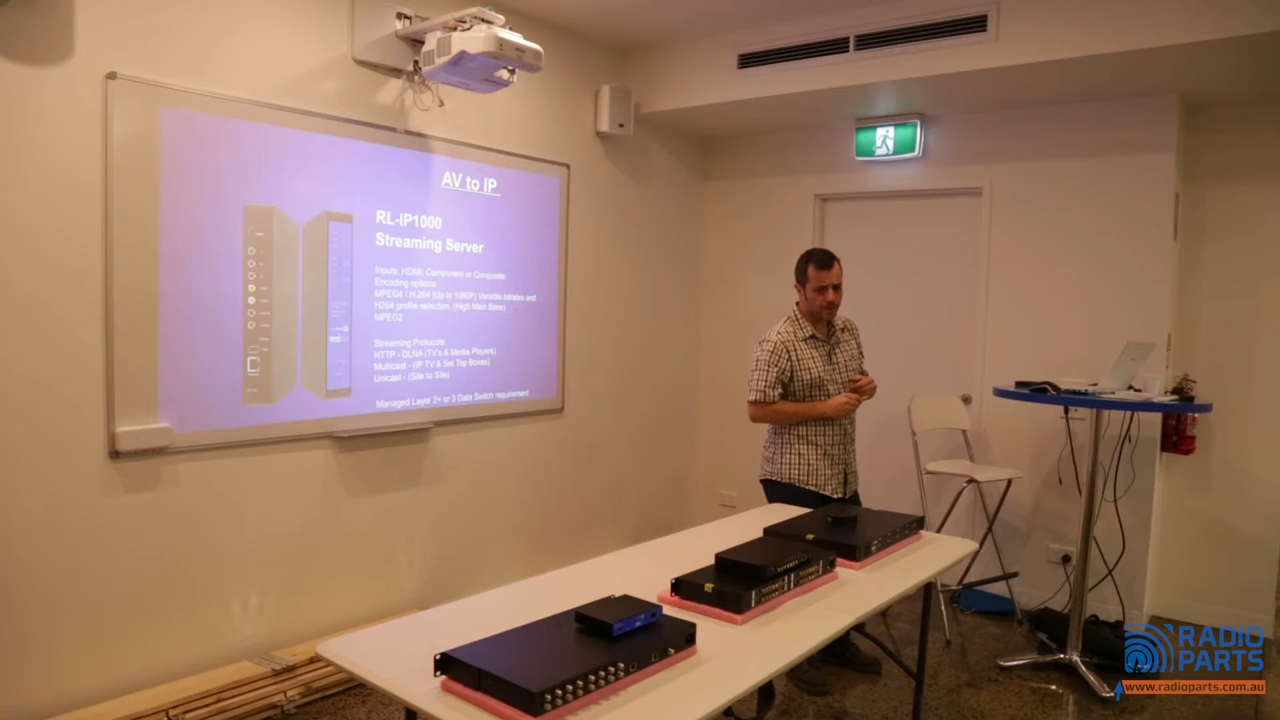 AV to IP
RL-IP1000
Streaming Server
Inputs: HDMI, Component or Composite
Encoding options:
MPEG4 / H.264 (Up to 1080P) Variable bitrates and
H264 profile selection. (High Main Base)
MPEG2
Streaming Protocols:
HTTP - DLNA (TV's & Media Players)
Multicast - (IP TV & Set Top Boxes)
Unicast - (Site to Site)
Managed Layer 2+ or 3 Data Switch requirement
RADIO
PARTS
www.radioparts.com.au